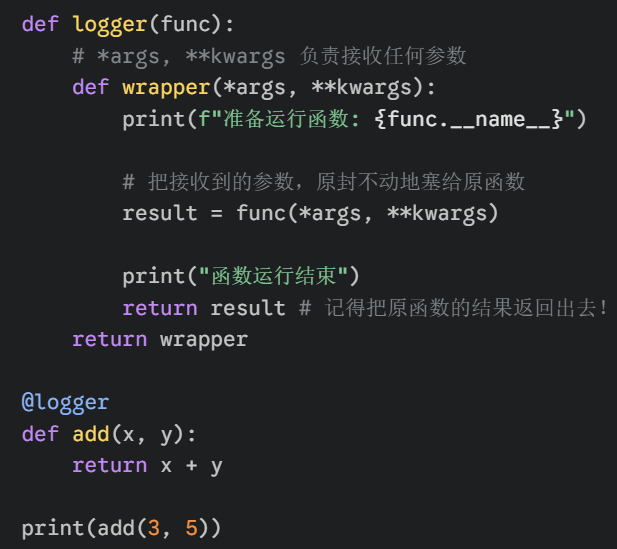 def logger(func):
    # *args, **kwargs 负责接收任何参数
    def wrapper(*args, **kwargs):
        print(f"准备运行函数: {func.__name__}")

        # 把接收到的参数，原封不动地塞给原函数
        result = func(*args, **kwargs)

        print("函数运行结束")
        return result # 记得把原函数的结果返回出去！
    return wrapper

@logger
def add(x, y):
    return x + y

print(add(3, 5))